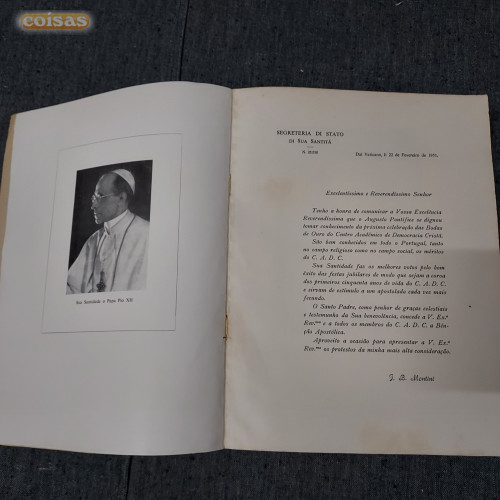 coisas
Sua Santidade o Papa Pio XII
SEGRETERIA DI STATO
DI SUA SANTITÀ
Dal Vaticano, li 22 de Fevereiro de
Excelentíssimo e Reverendíssimo Senhor
Tenho a honra de comunicar a Vossa Excelência
Reverendíssima que o Augusto Pontífice se dignou
tomar conhecimento da próxima celebração das Bodas
de Ouro do Centro Académico de Democracia Cristã.
São bem conhecidos em todo o Portugal, tanto
no campo religioso como no campo social, os méritos
do C. A. D. C.
Sua Santidade faz os melhores votos pelo bom
êxito das festas jubilares de modo que sejam a coroa
dos primeiros cinquenta anos de vida do C. A. D. C.
e sirvam de estímulo a um apostolado cada vez mais
fecundo.
O Santo Padre, como penhor de graças celestiais
e testemunho da Sua benevolência, concede a V. Ex.ª
Rev.ma e a todos os membros do C. A. D. C. a Bên-
ção Apostólica.
Aproveito a ocasião para apresentar a V. Ex.ª
Rev.ma os protestos da minha mais alta consideração.
J. B. Montini